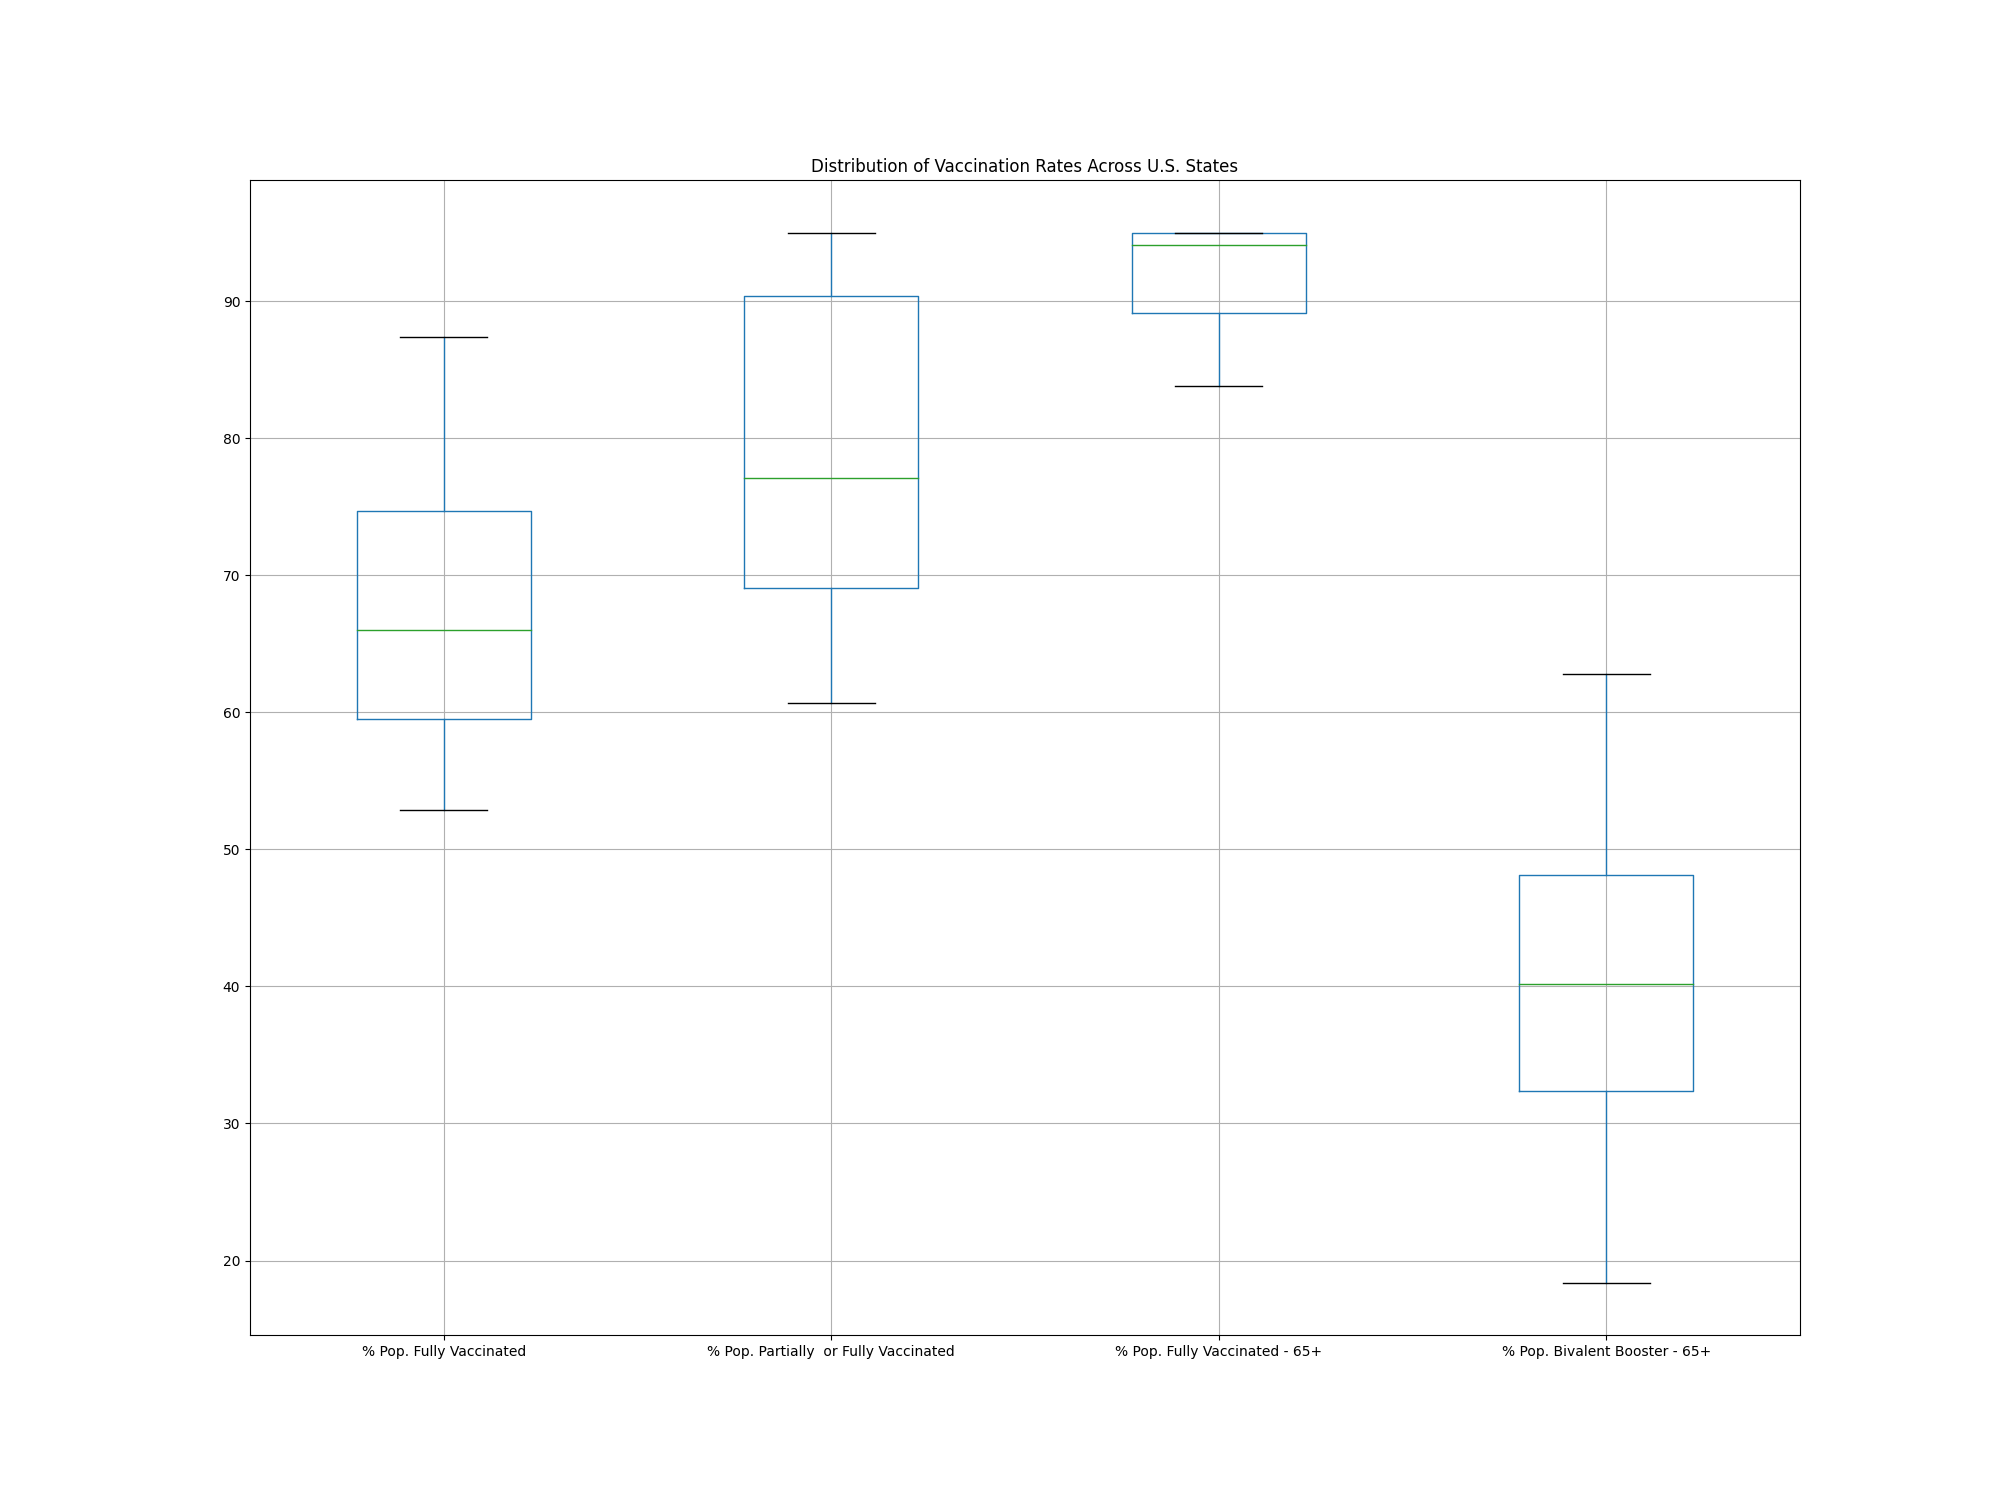 Distribution of Vaccination Rates Across U.S. States
90
80
70
60
50
40
30
20
% Pop. Fully Vaccinated
% Pop. Partially  or Fully Vaccinated
% Pop. Fully Vaccinated - 65+
% Pop. Bivalent Booster - 65+